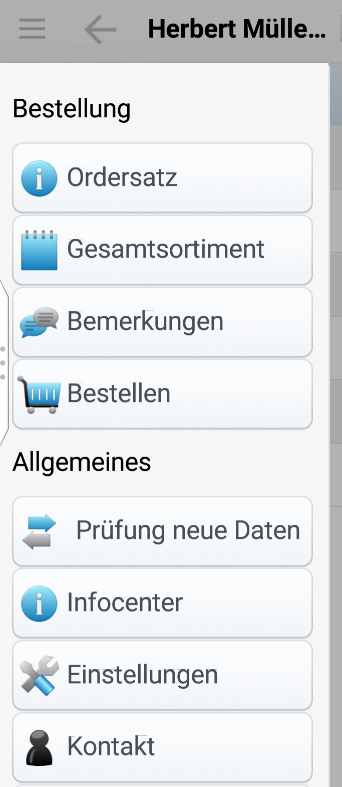 Herbert Mülle...
Bestellung
Ordersatz
Gesamtsortiment
Bemerkungen
Bestellen
Allgemeines
Prüfung neue Daten
Infocenter
Einstellungen
Kontakt